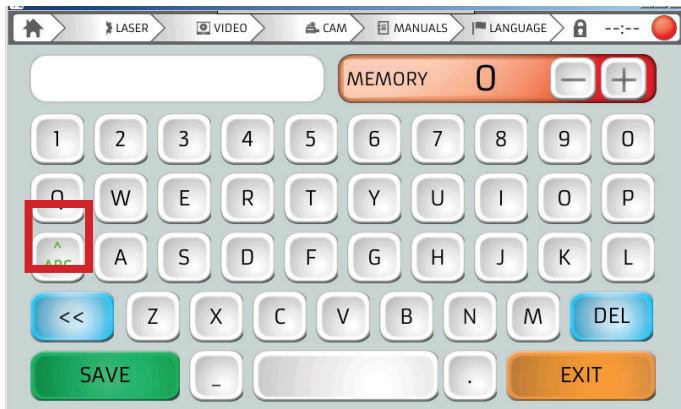 LASER VIDEO CAM MANUALS LANGUAGE --:--
MEMORY 0
1 2 3 4 5 6 7 8 9 0
Q W E R T Y U I O P
^
ABC A S D F G H J K L
<< Z X C V B N M DEL
SAVE _ . EXIT